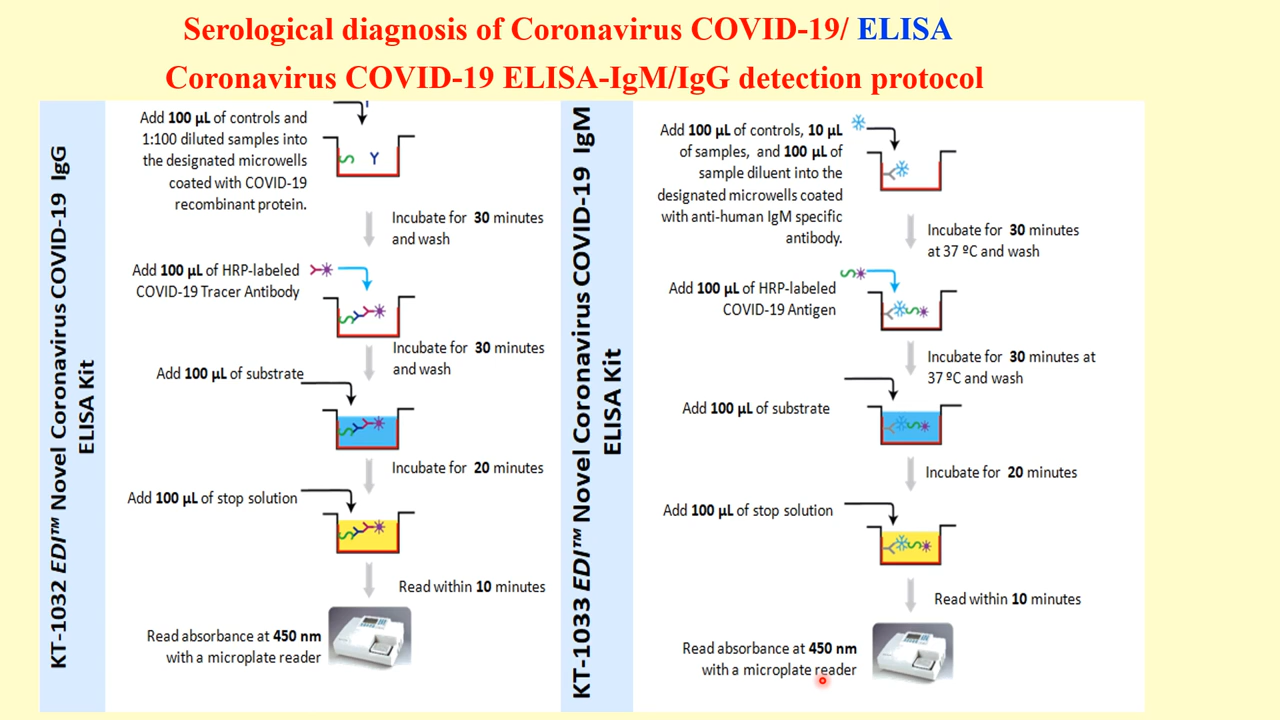 Serological diagnosis of Coronavirus COVID-19/ ELISA
Coronavirus COVID-19 ELISA-IgM/IgG detection protocol
KT-1032 EDI™ Novel Coronavirus COVID-19 IgG
ELISA Kit
Add 100 µL of controls and
1:100 diluted samples into
the designated microwells
coated with COVID-19
recombinant protein.
Incubate for 30 minutes
and wash
Add 100 µL of HRP-labeled
COVID-19 Tracer Antibody
Incubate for 30 minutes
and wash
Add 100 µL of substrate
Incubate for 20 minutes
Add 100 µL of stop solution
Read within 10 minutes
Read absorbance at 450 nm
with a microplate reader
KT-1033 EDI™ Novel Coronavirus COVID-19 IgM
ELISA Kit
Add 100 µL of controls, 10 µL
of samples, and 100 µL of
sample diluent into the
designated microwells coated
with anti-human IgM specific
antibody.
Incubate for 30 minutes
at 37 ºC and wash
Add 100 µL of HRP-labeled
COVID-19 Antigen
Incubate for 30 minutes at
37 ºC and wash
Add 100 µL of substrate
Incubate for 20 minutes
Add 100 µL of stop solution
Read within 10 minutes
Read absorbance at 450 nm
with a microplate reader